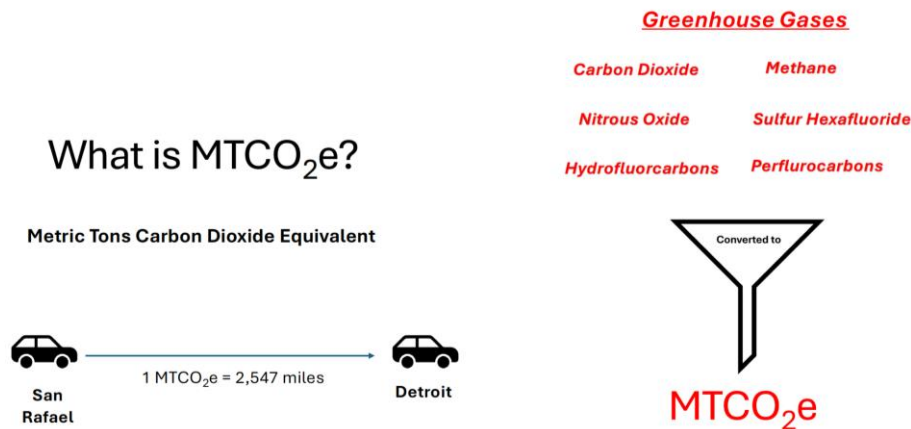 What is MTCO₂e?
Metric Tons Carbon Dioxide Equivalent
San
Rafael
1 MTCO₂e = 2,547 miles
Detroit
Greenhouse Gases
Carbon Dioxide
Methane
Nitrous Oxide
Sulfur Hexafluoride
Hydrofluorcarbons
Perflurocarbons
Converted to
MTCO₂e